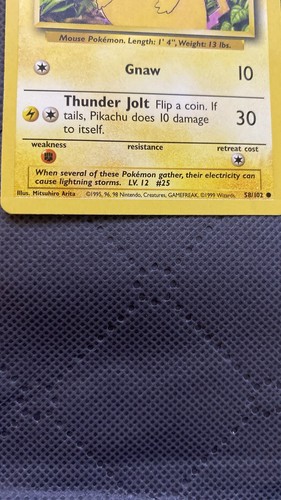 Mouse Pokémon. Length: 1' 4", Weight: 13 lbs.
Gnaw 10
Thunder Jolt Flip a coin. If
tails, Pikachu does 10 damage
to itself. 30
weakness resistance retreat cost
When several of these Pokémon gather, their electricity can
cause lightning storms. LV. 12 #25
Illus. Mitsuhiro Arita ©1995, 96, 98 Nintendo, Creatures, GAMEFREAK. ©1999 Wizards. 58/102